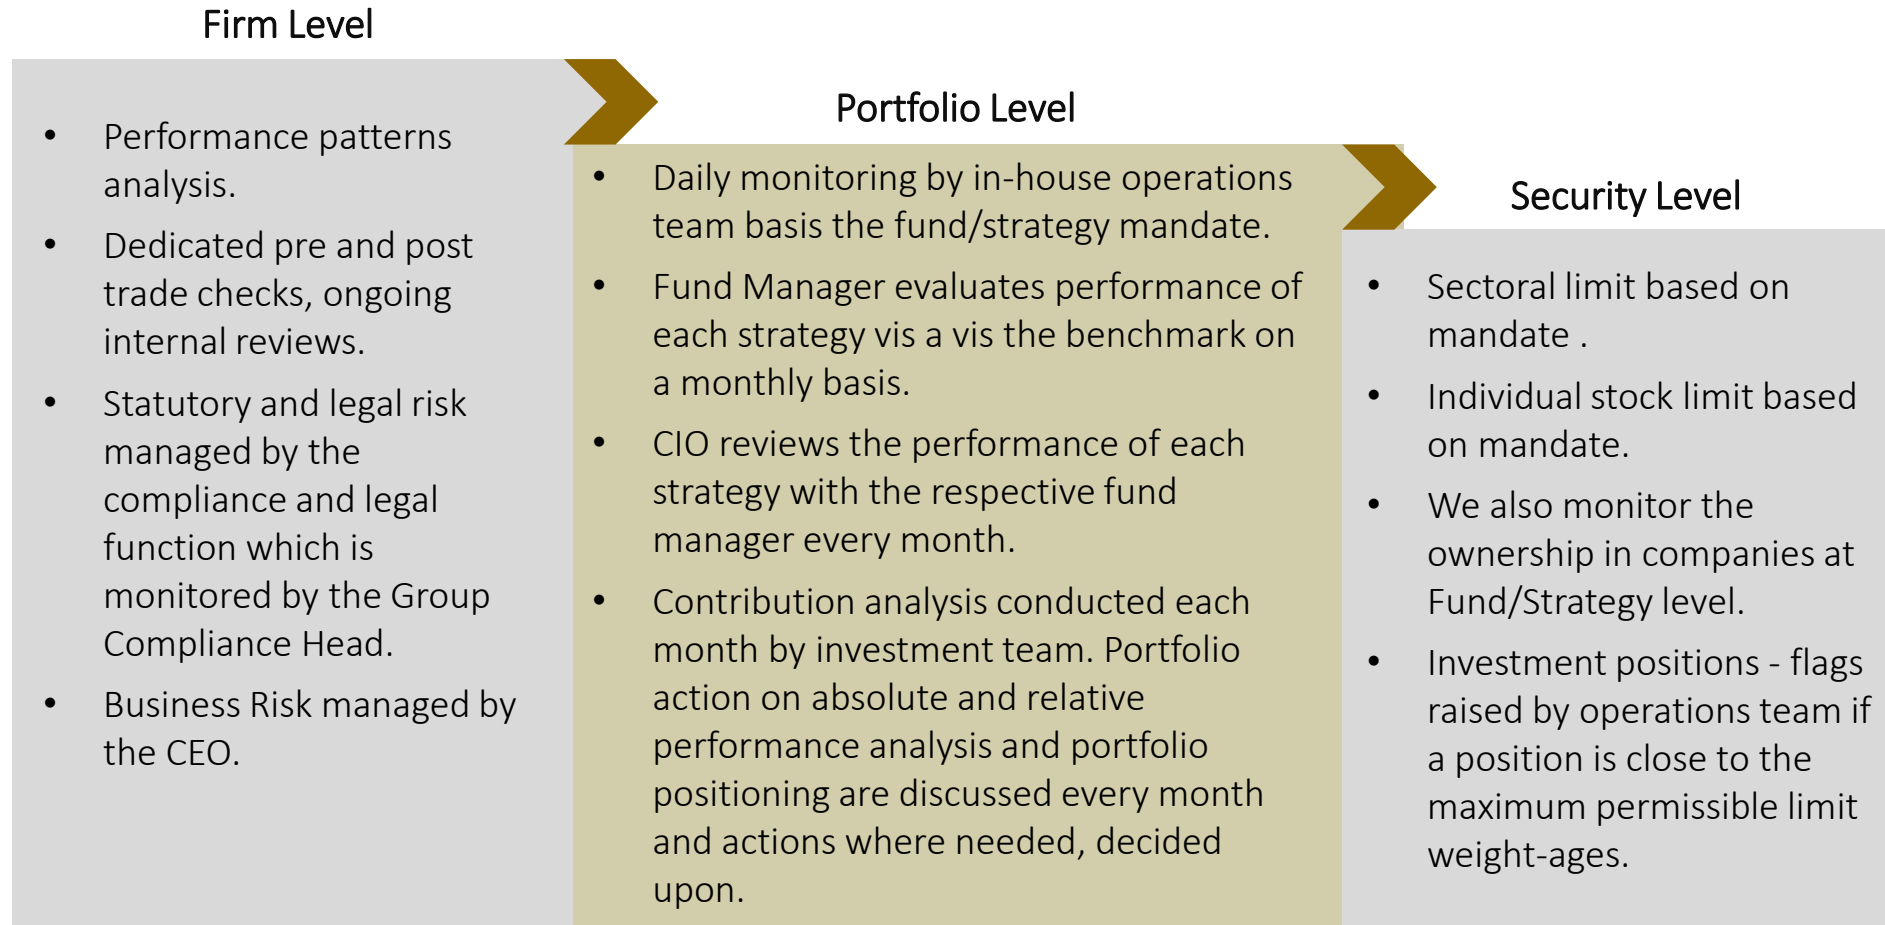 Firm Level
• Performance patterns
analysis.
• Dedicated pre and post
trade checks, ongoing
internal reviews.
• Statutory and legal risk
managed by the
compliance and legal
function which is
monitored by the Group
Compliance Head.
• Business Risk managed by
the CEO.
Portfolio Level
• Daily monitoring by in-house operations
team basis the fund/strategy mandate.
• Fund Manager evaluates performance of
each strategy vis a vis the benchmark on
a monthly basis.
• CIO reviews the performance of each
strategy with the respective fund
manager every month.
• Contribution analysis conducted each
month by investment team. Portfolio
action on absolute and relative
performance analysis and portfolio
positioning are discussed every month
and actions where needed, decided
upon.
Security Level
• Sectoral limit based on
mandate .
• Individual stock limit based
on mandate.
• We also monitor the
ownership in companies at
Fund/Strategy level.
• Investment positions - flags
raised by operations team if
a position is close to the
maximum permissible limit
weight-ages.